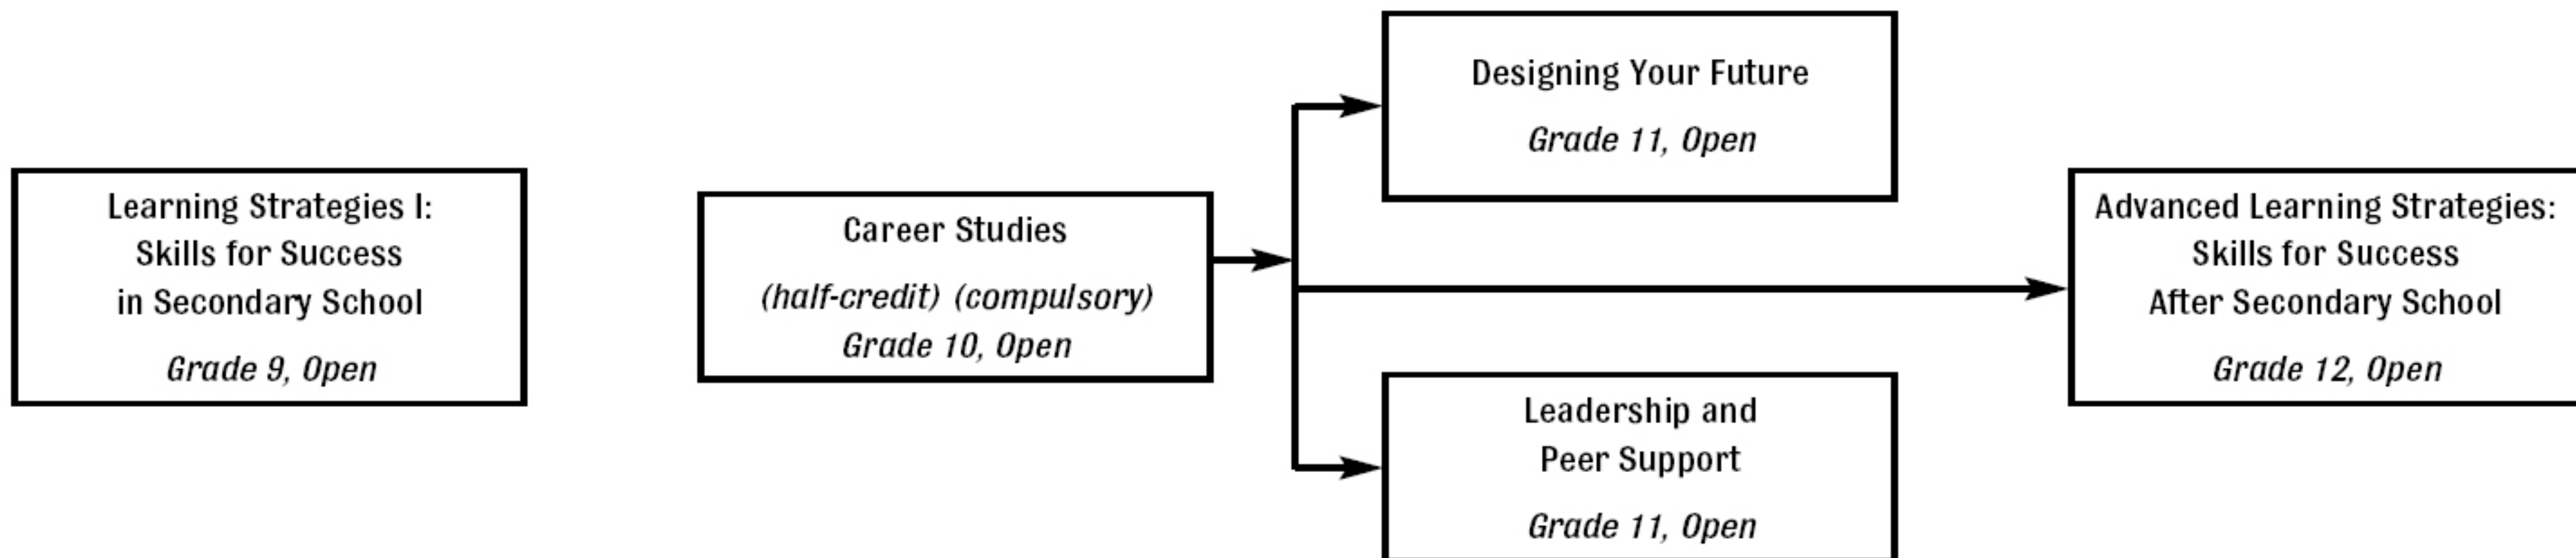 Learning Strategies I:
Skills for Success
in Secondary School
Grade 9, Open
Career Studies
(half-credit) (compulsory)
Grade 10, Open
Designing Your Future
Grade 11, Open
Leadership and
Peer Support
Grade 11, Open
Advanced Learning Strategies:
Skills for Success
After Secondary School
Grade 12, Open